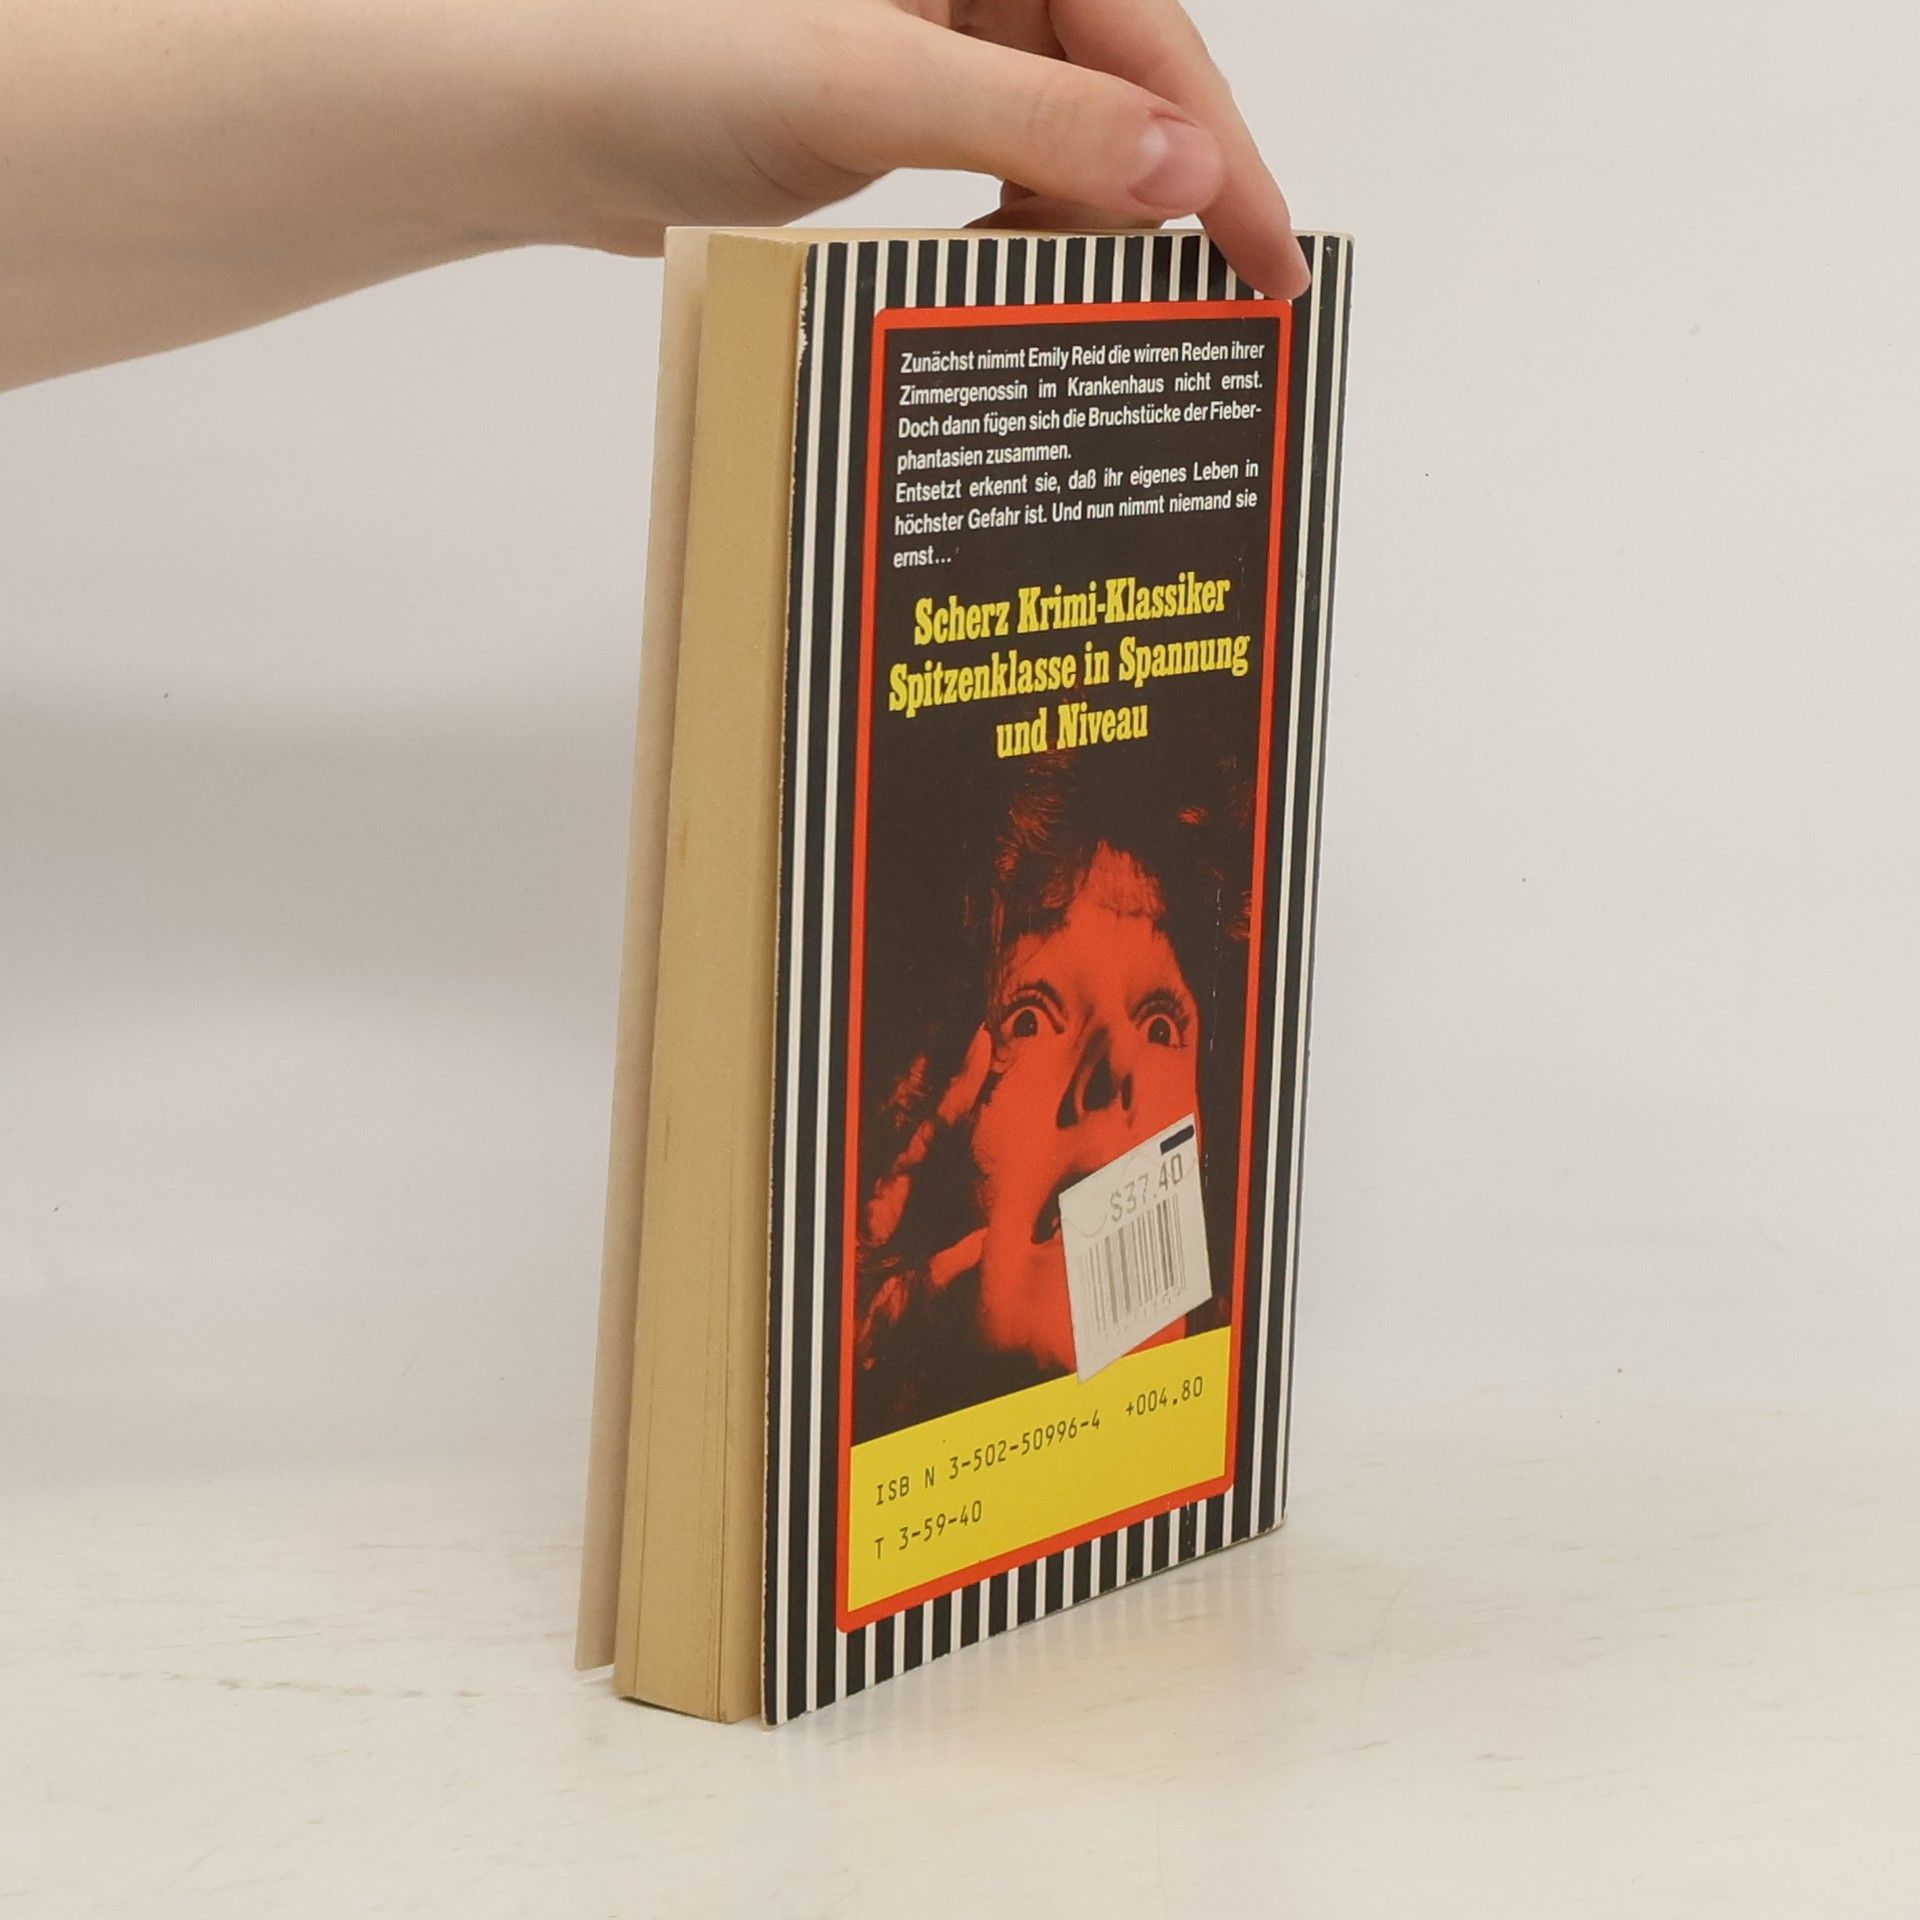 Zunächst nimmt Emily Reid die wirren Reden ihrer
Zimmergenossin im Krankenhaus nicht ernst.
Doch dann fügen sich die Bruchstücke der Fieber-
phantasien zusammen.
Entsetzt erkennt sie, daß ihr eigenes Leben in
höchster Gefahr ist. Und nun nimmt niemand sie
ernst...
Scherz Krimi-Klassiker
Spitzenklasse in Spannung
und Niveau
$37.40
ISB N 3-502-50996-4 +004.80
T 3-59-40